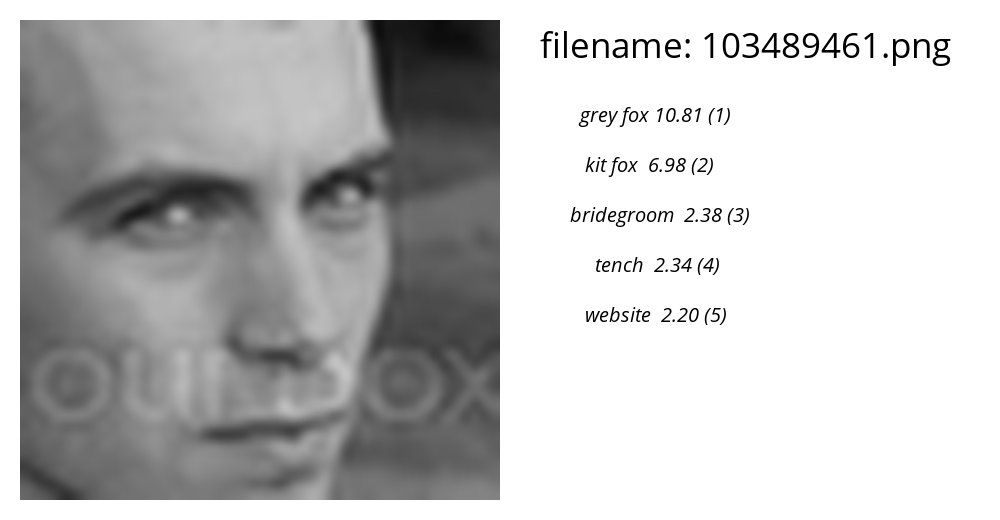 filename: 103489461.png
grey fox 10.81 (1)
kit fox 6.98 (2)
bridegroom 2.38 (3)
tench 2.34 (4)
website 2.20 (5)